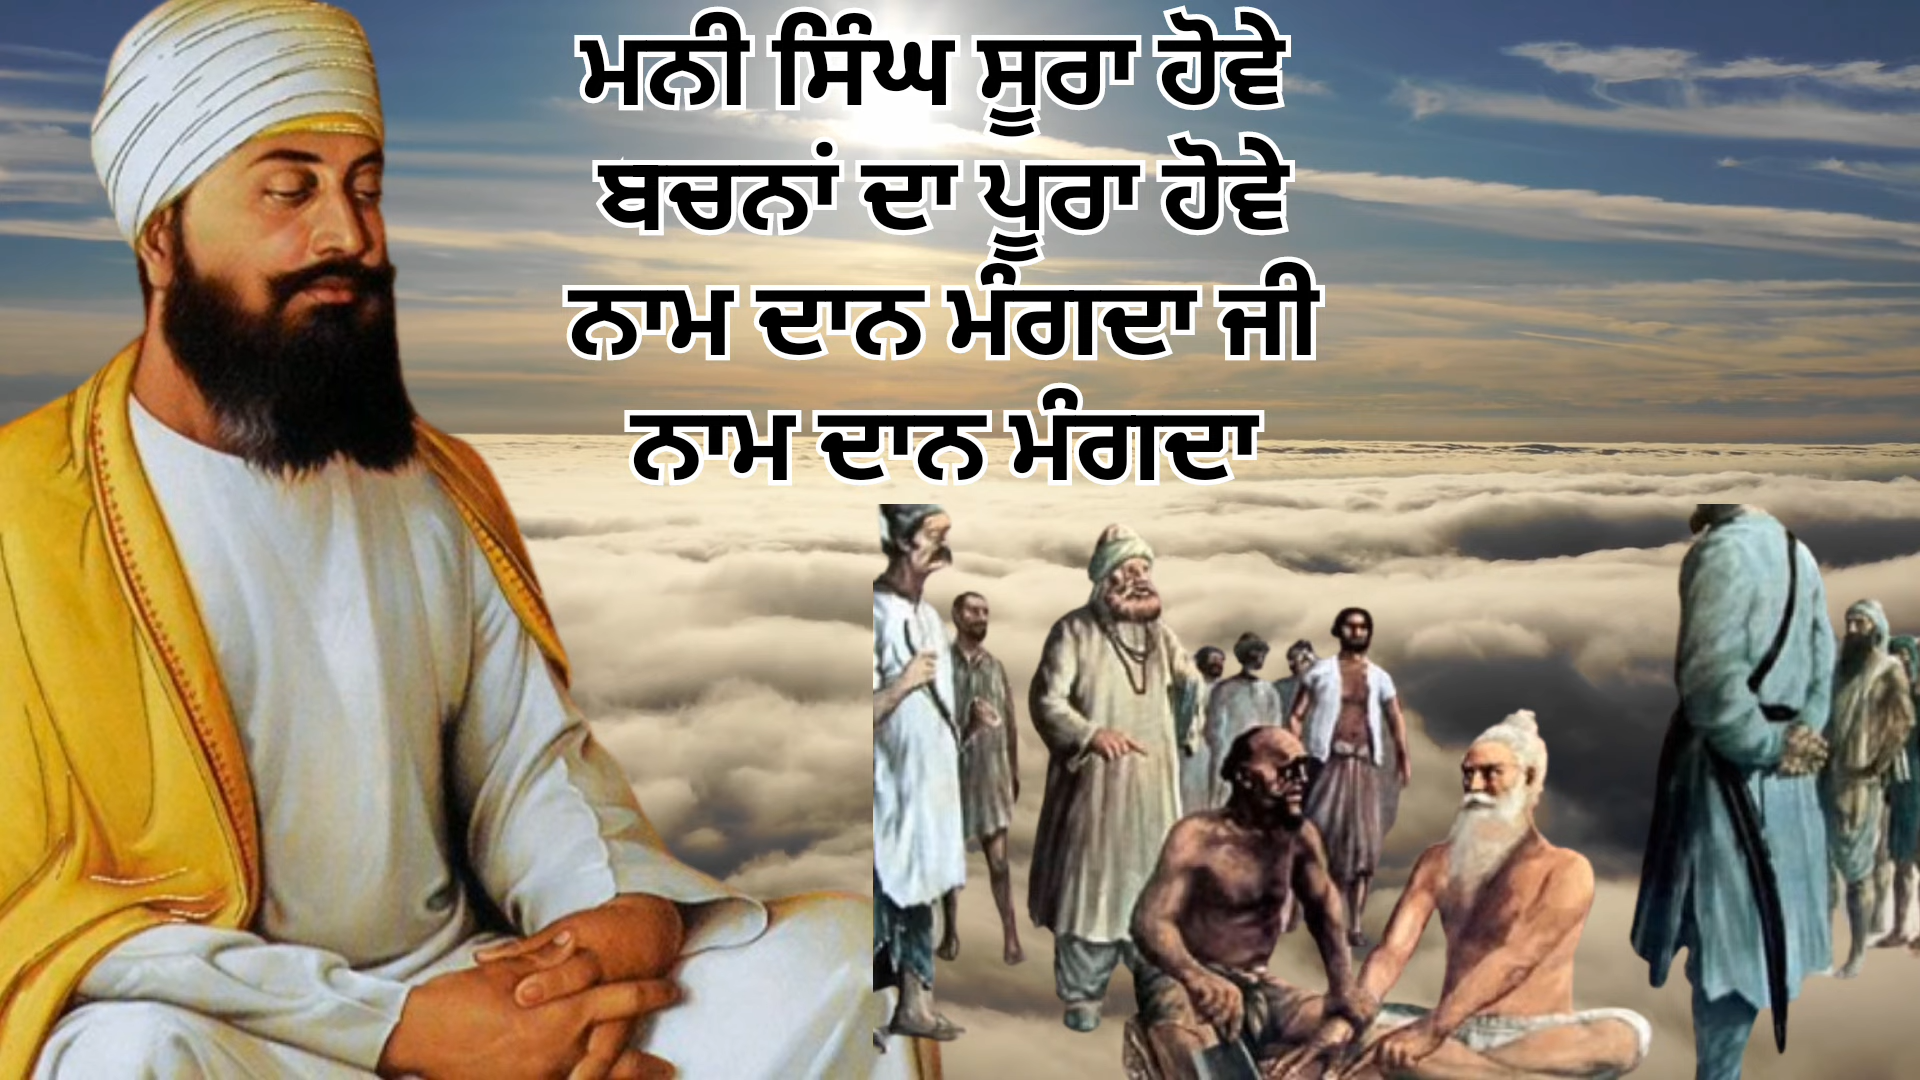 ਮਨੀ ਸਿੰਘ ਸੂਰਾ ਹੋਵੇ
ਬਚਨਾਂ ਦਾ ਪੂਰਾ ਹੋਵੇ
ਨਾਮ ਦਾਨ ਮੰਗਦਾ ਜੀ
ਨਾਮ ਦਾਨ ਮੰਗਦਾ